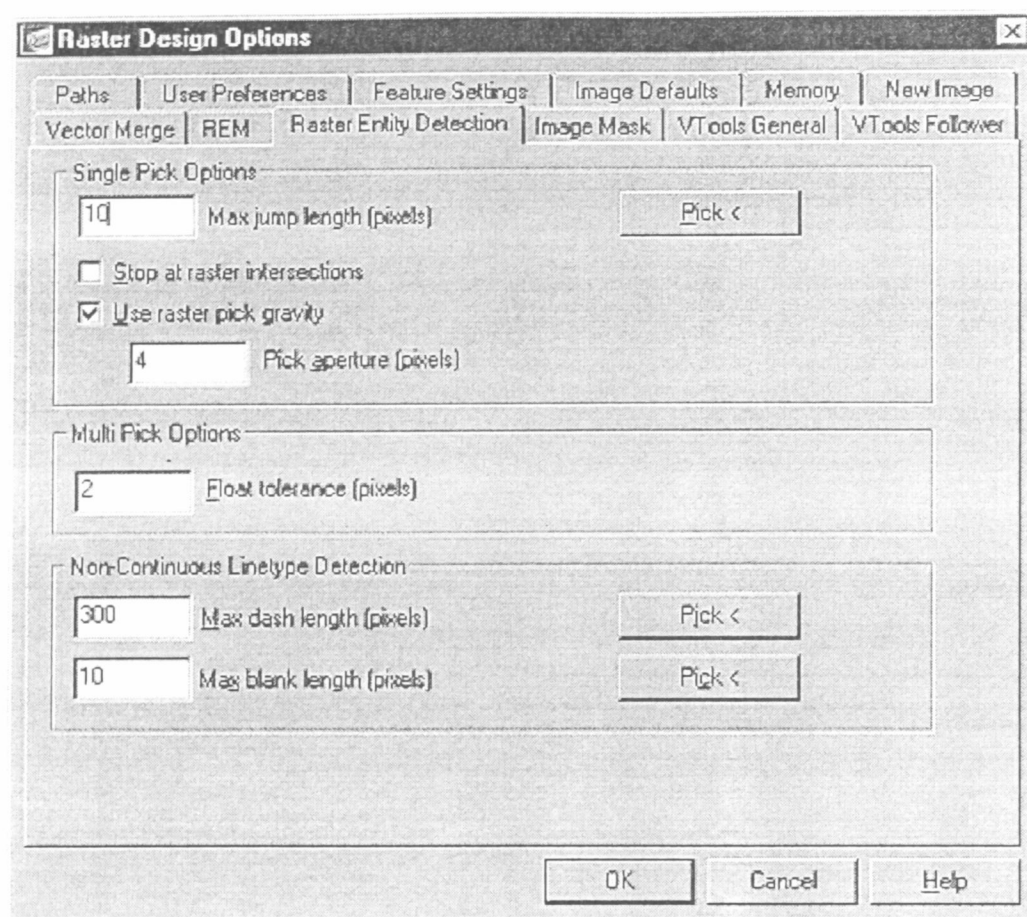 Raster Design Options
Paths User Preferences Feature Settings Image Defaults Memory New Image
Vector Merge REM Raster Entity Detection Image Mask VTools General VTools Follower
Single Pick Options
10 Max jump length (pixels) Pick <
Stop at raster intersections
Use raster pick gravity
4 Pick aperture (pixels)
Multi Pick Options
2 Float tolerance (pixels)
Non-Continuous Linetype Detection
300 Max dash length (pixels) Pick <
10 Max blank length (pixels) Pick <
OK Cancel Help